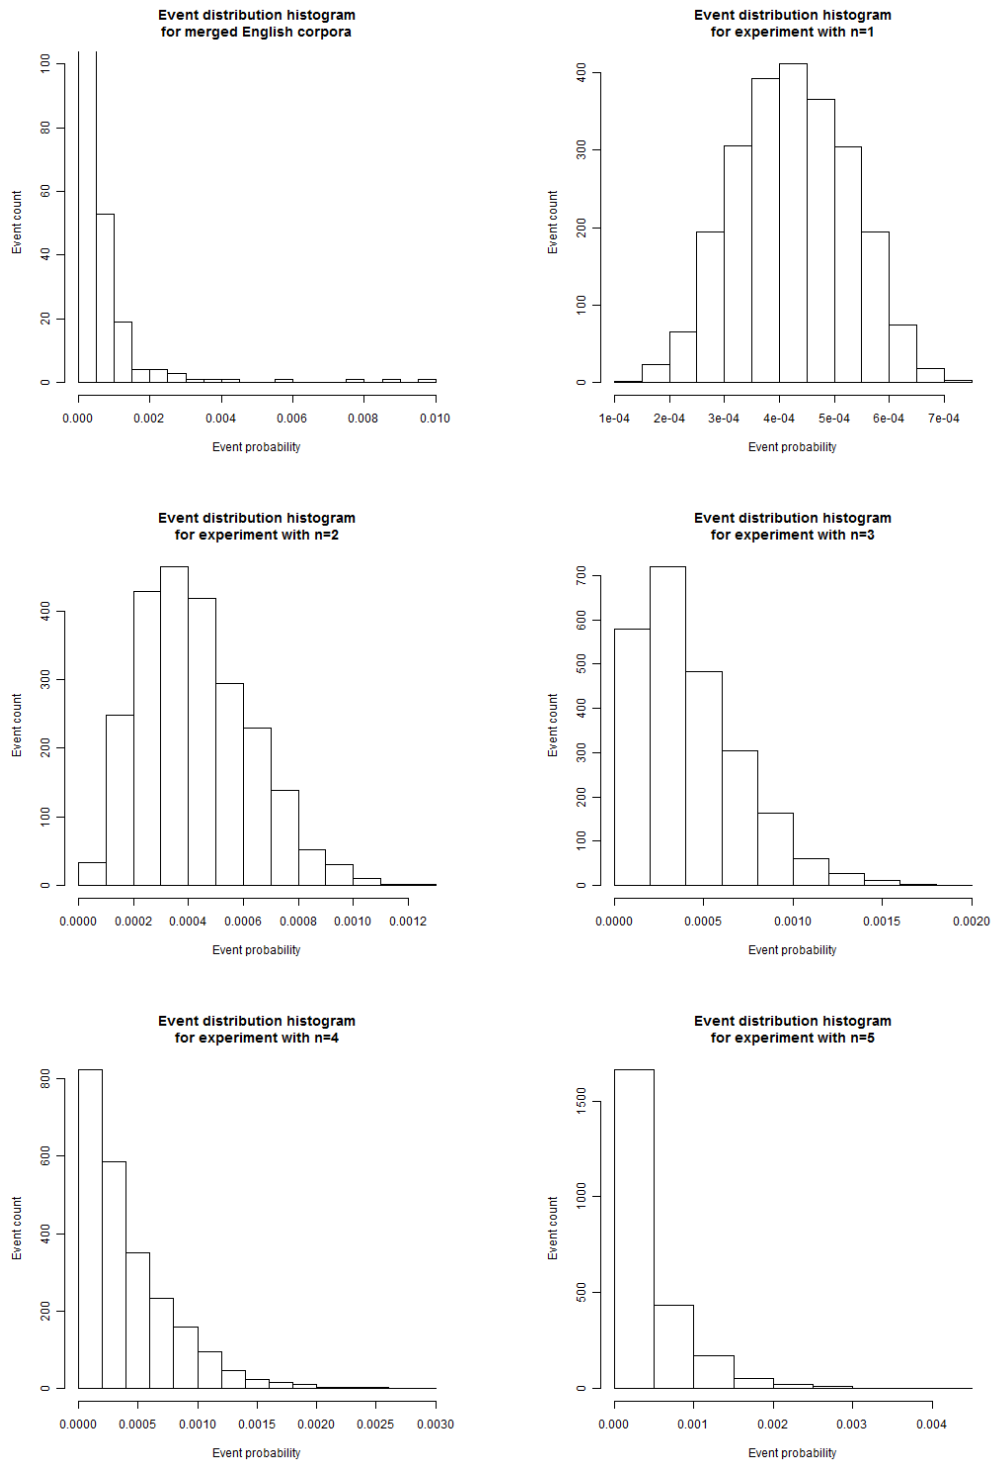 Event distribution histogram
for merged English corpora
Event count
0
20
40
60
80
100
0.000
0.002
0.004
0.006
0.008
0.010
Event probability
Event distribution histogram
for experiment with n=1
Event count
0
100
200
300
400
1e-04
2e-04
3e-04
4e-04
5e-04
6e-04
7e-04
Event probability
Event distribution histogram
for experiment with n=2
Event count
0
100
200
300
400
0.0000
0.0002
0.0004
0.0006
0.0008
0.0010
0.0012
Event probability
Event distribution histogram
for experiment with n=3
Event count
0
100
200
300
400
500
600
700
0.0000
0.0005
0.0010
0.0015
0.0020
Event probability
Event distribution histogram
for experiment with n=4
Event count
0
200
400
600
800
0.0000
0.0005
0.0010
0.0015
0.0020
0.0025
0.0030
Event probability
Event distribution histogram
for experiment with n=5
Event count
0
500
1000
1500
0.000
0.001
0.002
0.003
0.004
Event probability